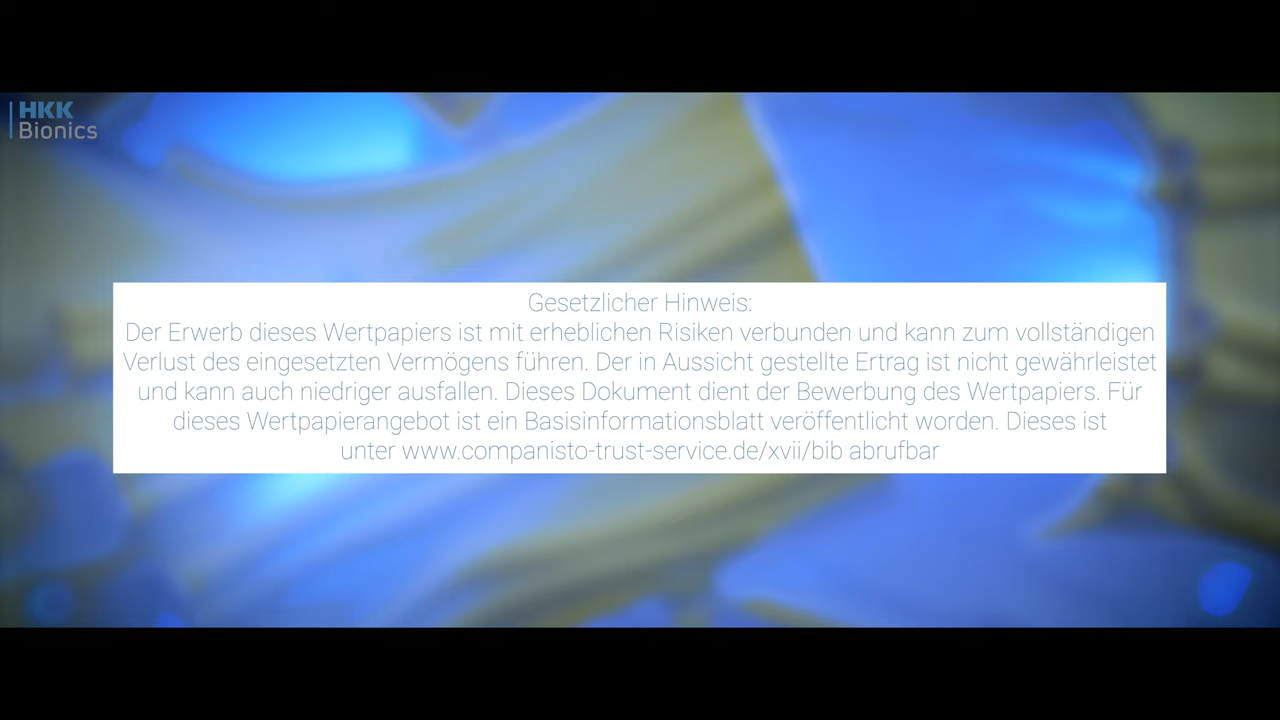 HKK
Bionics
Gesetzlicher Hinweis:
Der Erwerb dieses Wertpapiers ist mit erheblichen Risiken verbunden und kann zum vollständigen
Verlust des eingesetzten Vermögens führen. Der in Aussicht gestellte Ertrag ist nicht gewährleistet
und kann auch niedriger ausfallen. Dieses Dokument dient der Bewerbung des Wertpapiers. Für
dieses Wertpapierangebot ist ein Basisinformationsblatt veröffentlicht worden. Dieses ist
unter www.companisto-trust-service.de/xvii/bib abrufbar